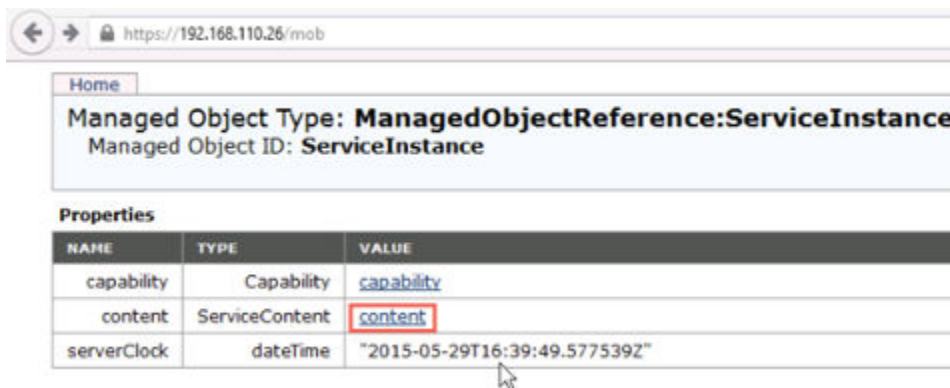 https://192.168.110.26/mob
Home
Managed Object Type: ManagedObjectReference:ServiceInstance
Managed Object ID: ServiceInstance
Properties
NAME TYPE VALUE
capability Capability capability
content ServiceContent content
serverClock dateTime "2015-05-29T16:39:49.577539Z"